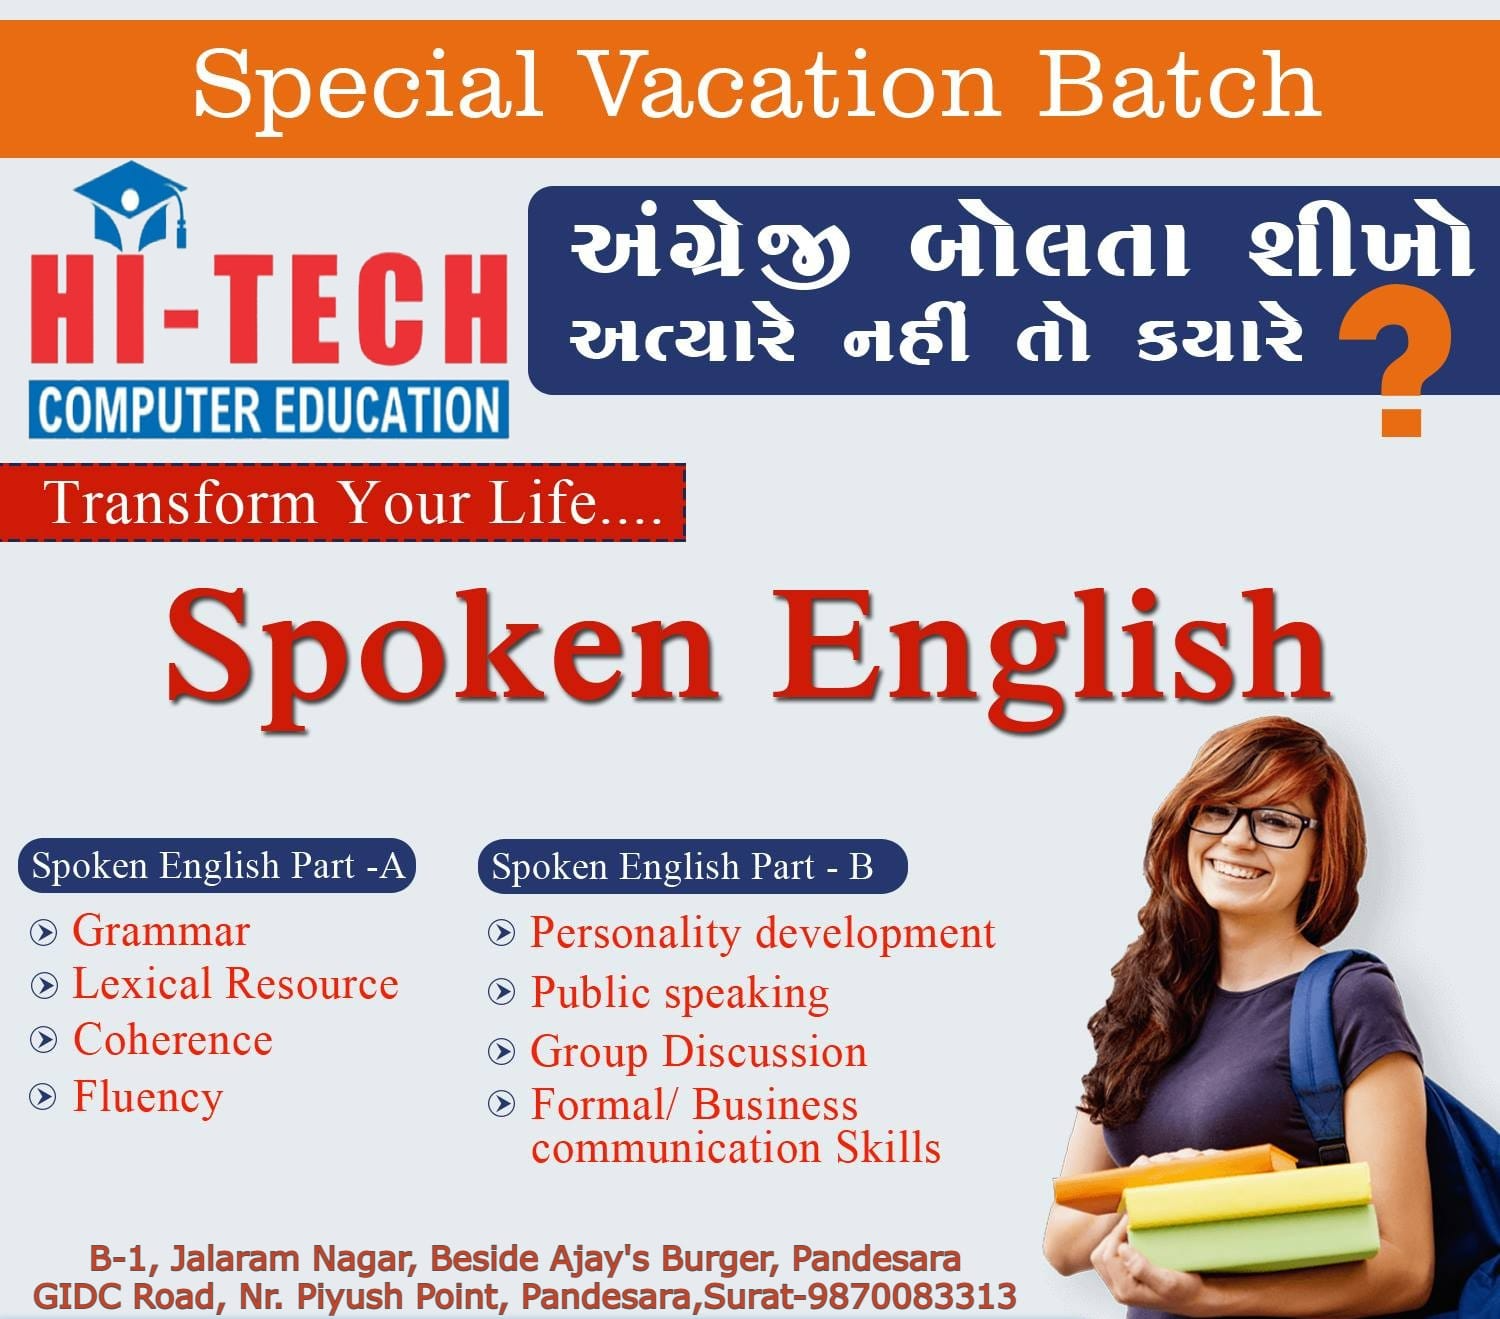 Special Vacation Batch
HI-TECH
COMPUTER EDUCATION
અંગ્રેજી બોલતા શીખો
અત્યારે નહીં તો કયારે ?
Transform Your Life....
Spoken English
Spoken English Part -A
Grammar
Lexical Resource
Coherence
Fluency
Spoken English Part - B
Personality development
Public speaking
Group Discussion
Formal/ Business
communication Skills
B-1, Jalaram Nagar, Beside Ajay's Burger, Pandesara
GIDC Road, Nr. Piyush Point, Pandesara,Surat-9870083313